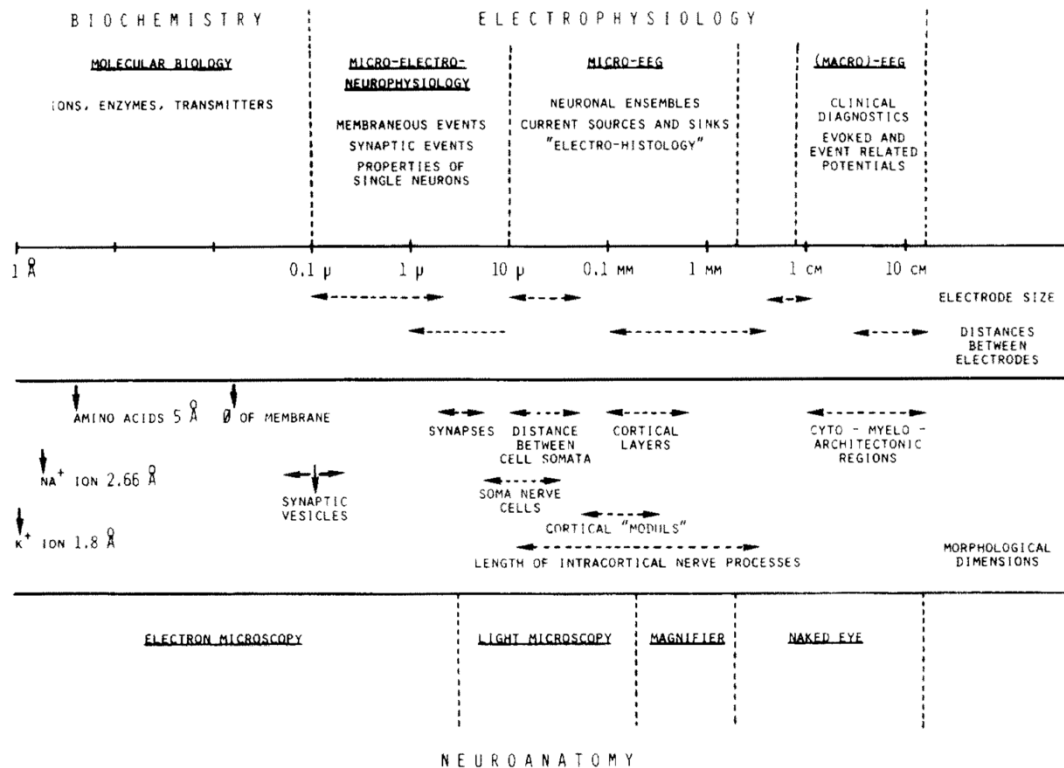 BIOCHEMISTRY
ELECTROPHYSIOLOGY
MOLECULAR BIOLOGY
IONS, ENZYMES, TRANSMITTERS
MICRO-ELECTRO-
NEUROPHYSIOLOGY
MEMBRANEOUS EVENTS
SYNAPTIC EVENTS
PROPERTIES OF
SINGLE NEURONS
MICRO-EEG
NEURONAL ENSEMBLES
CURRENT SOURCES AND SINKS
"ELECTRO-HISTOLOGY"
(MACRO)-EEG
CLINICAL
DIAGNOSTICS
EVOKED AND
EVENT RELATED
POTENTIALS
1 Å 0.1 µ 1 µ 10 µ 0.1 MM 1 MM 1 CM 10 CM
ELECTRODE SIZE
DISTANCES
BETWEEN
ELECTRODES
AMINO ACIDS 5 Å
Ø OF MEMBRANE
SYNAPSES
DISTANCE
BETWEEN
CELL SOMATA
CORTICAL
LAYERS
CYTO - MYELO -
ARCHITECTONIC
REGIONS
NA+ ION 2.66 Å
SYNAPTIC
VESICLES
SOMA NERVE
CELLS
K+ ION 1.8 Å
CORTICAL "MODULS"
LENGTH OF INTRACORTICAL NERVE PROCESSES
MORPHOLOGICAL
DIMENSIONS
ELECTRON MICROSCOPY
LIGHT MICROSCOPY
MAGNIFIER
NAKED EYE
NEUROANATOMY